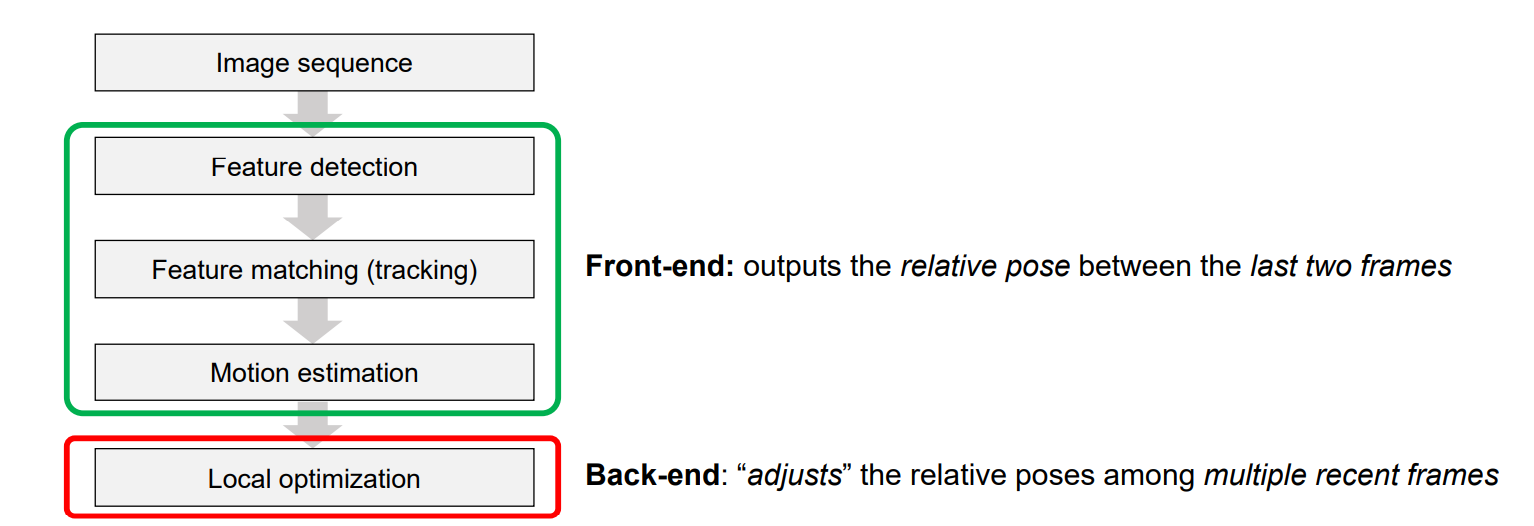 Image sequence
Feature detection
Feature matching (tracking)
Front-end: outputs the relative pose between the last two frames
Motion estimation
Local optimization
Back-end: “adjusts” the relative poses among multiple recent frames